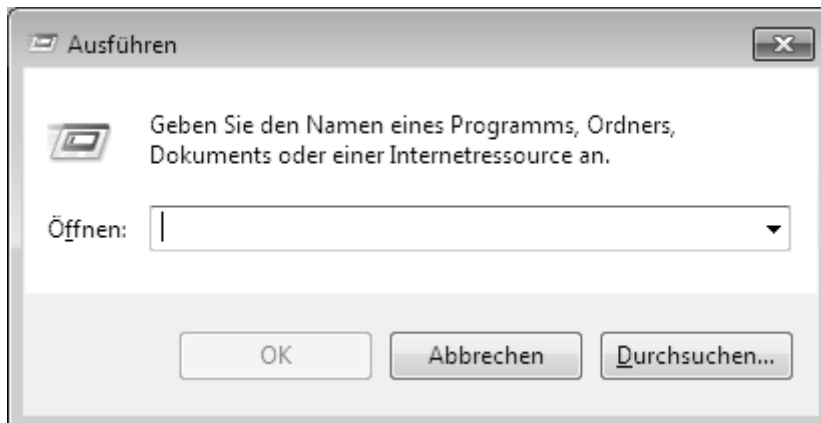 Ausführen
Geben Sie den Namen eines Programms, Ordners,
Dokuments oder einer Internetressource an.
Öffnen:
OK Abbrechen Durchsuchen...